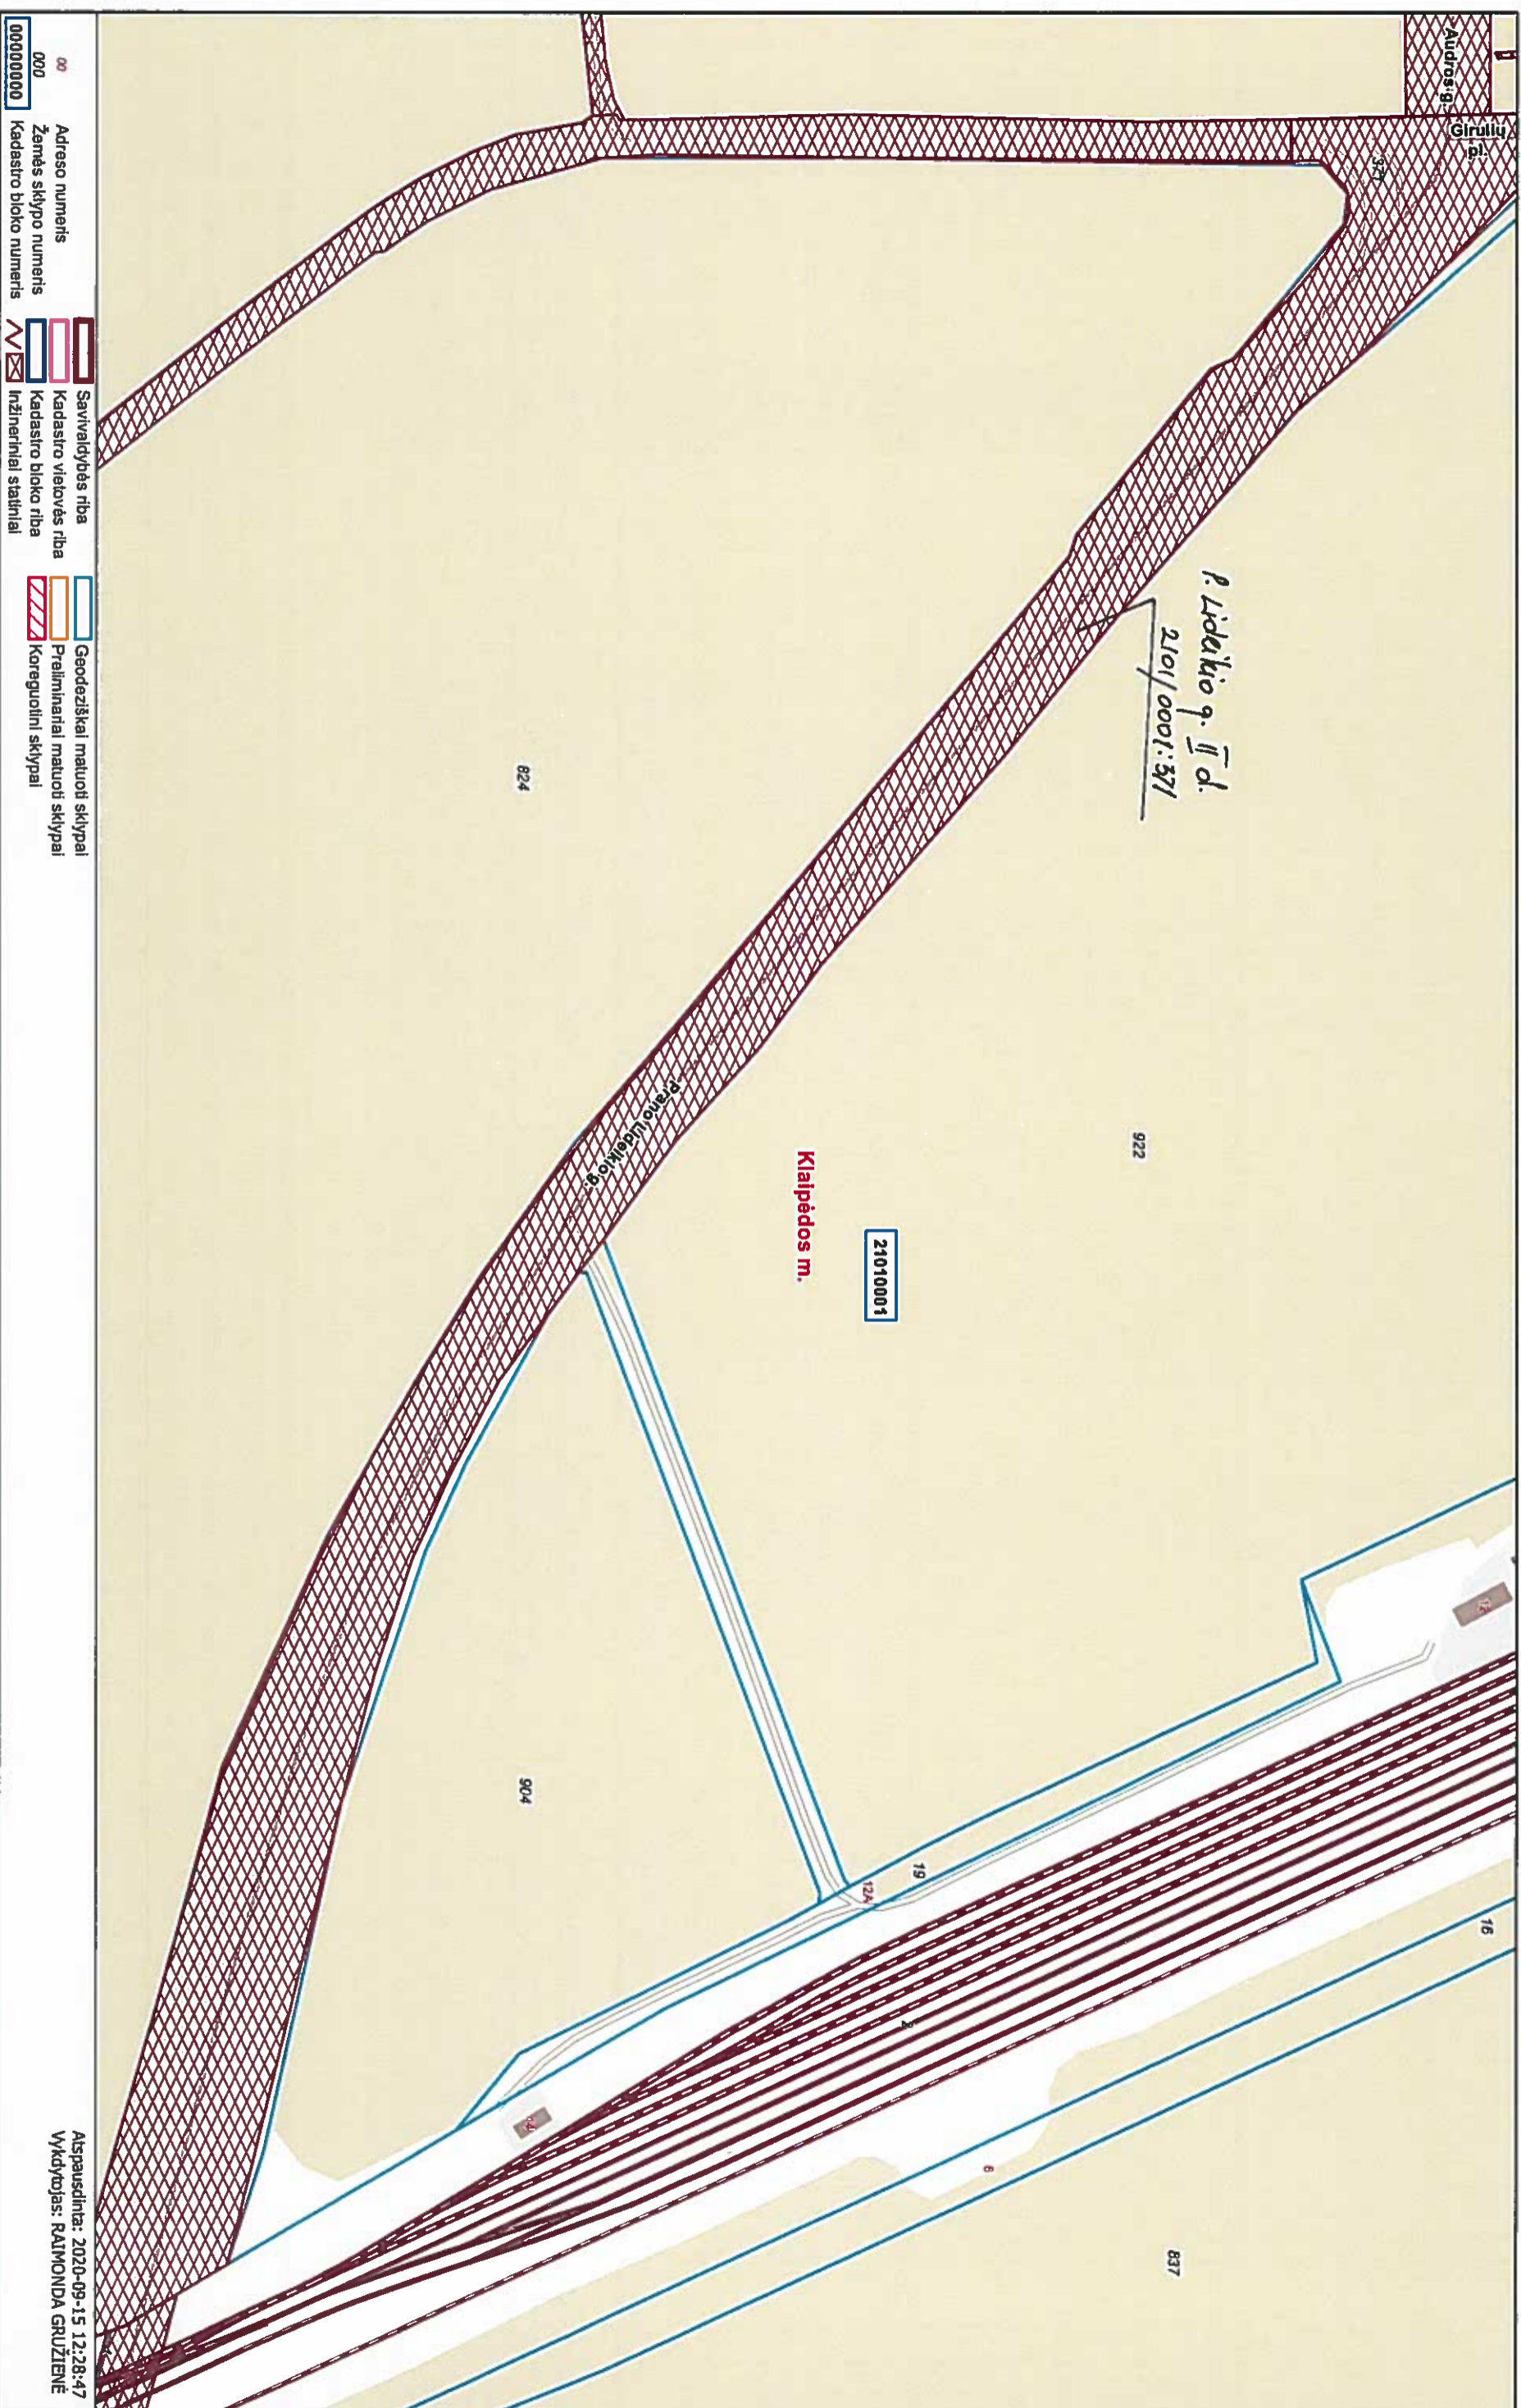 Audros g.
Girulių
pl.
371
P. Lideikio g. II d.
2101/0001:371
824
922
Prano Lideikio g.
Klaipėdos m.
21010001
904
19
12A
16
2
6
837
00 Adreso numeris
000 Žemės sklypo numeris
00000000 Kadastro bloko numeris
Savivaldybės riba
Kadastro vietovės riba
Kadastro bloko riba
Inžineriniai statiniai
Geodeziškai matuoti sklypai
Preliminariai matuoti sklypai
Koreguotini sklypai
Atspausdinta: 2020-09-15 12:28:47
Vykdytojas: RAIMONDA GRUŽIENĖ